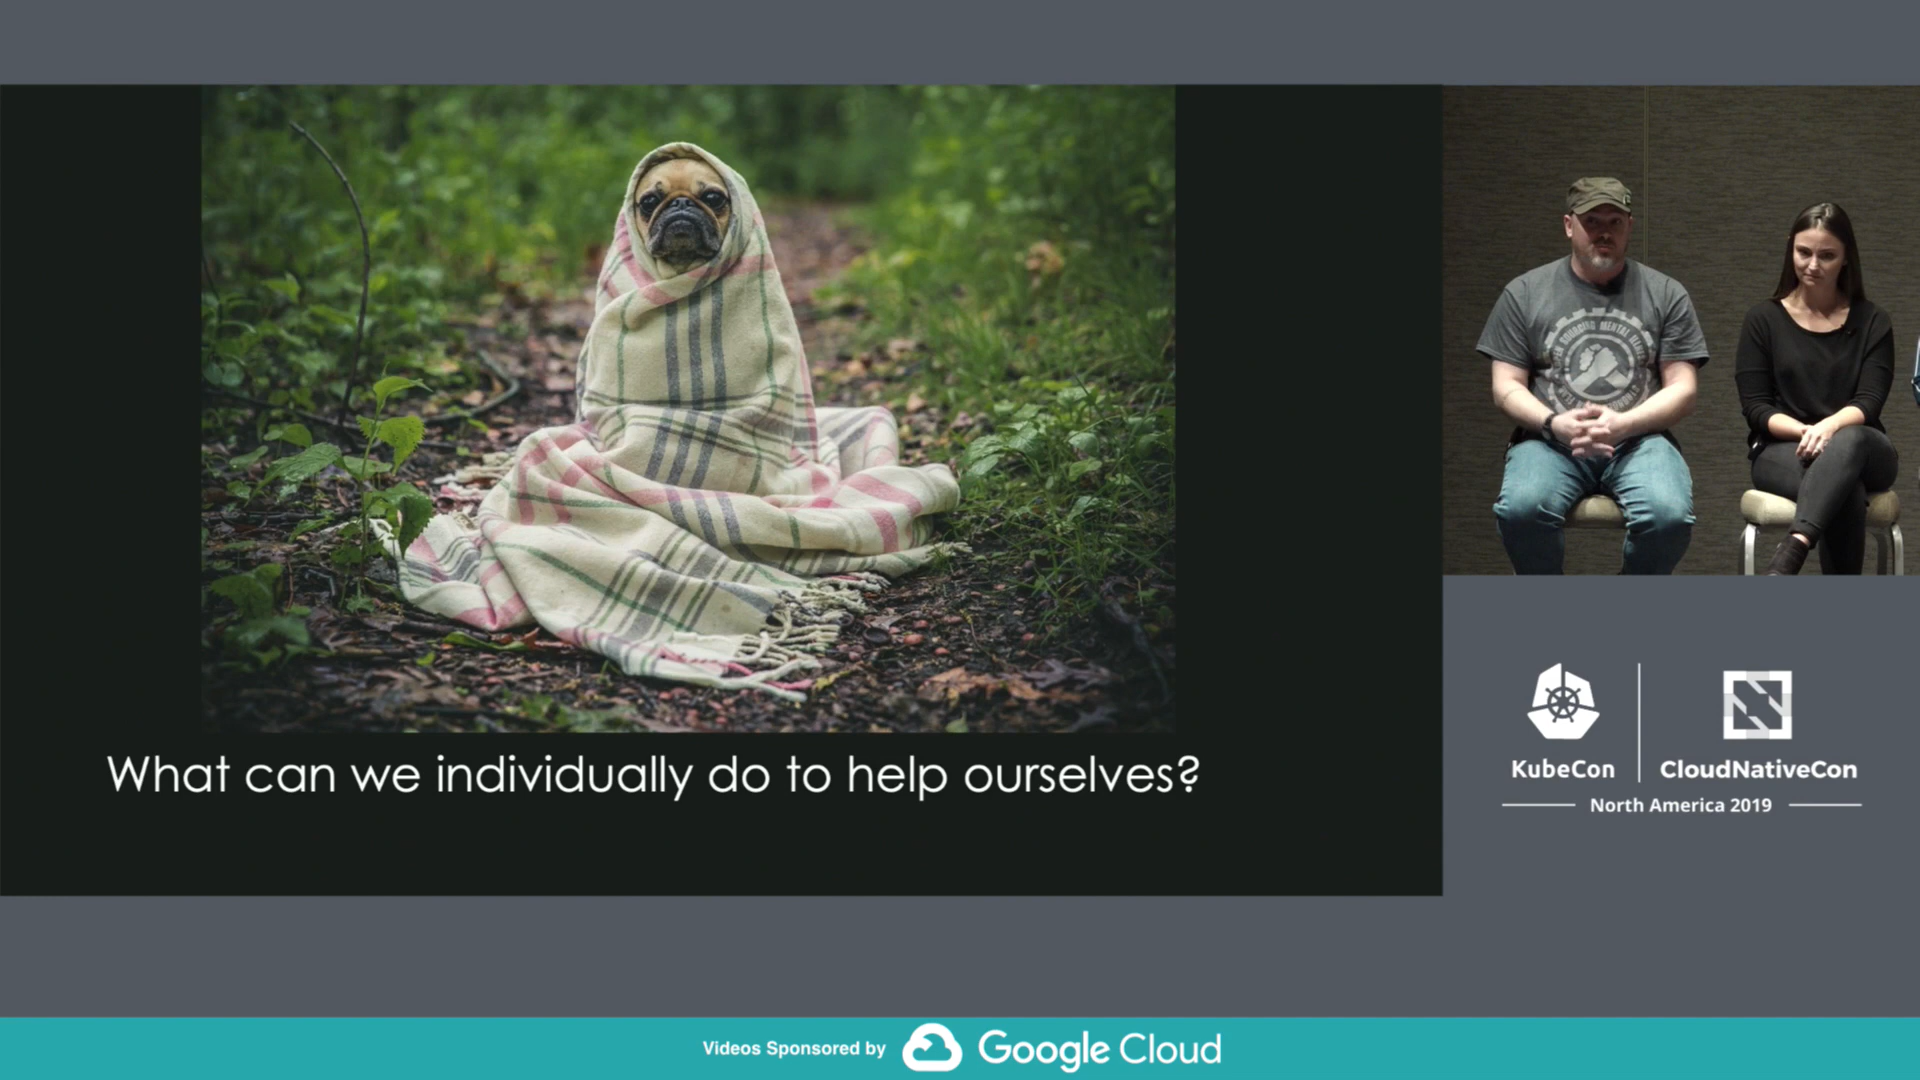 What can we individually do to help ourselves?
KubeCon
CloudNativeCon
North America 2019
Videos Sponsored by
Google Cloud